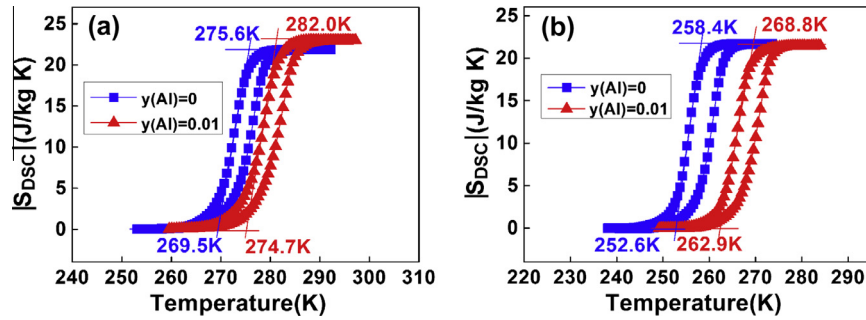 (a)
275.6K
282.0K
y(Al)=0
y(Al)=0.01
269.5K
274.7K
25
20
15
10
5
0
|S_DSC|(J/kg K)
240 250 260 270 280 290 300 310
Temperature(K)
(b)
258.4K
268.8K
y(Al)=0
y(Al)=0.01
252.6K
262.9K
25
20
15
10
5
0
|S_DSC|(J/kg K)
220 230 240 250 260 270 280 290
Temperature(K)